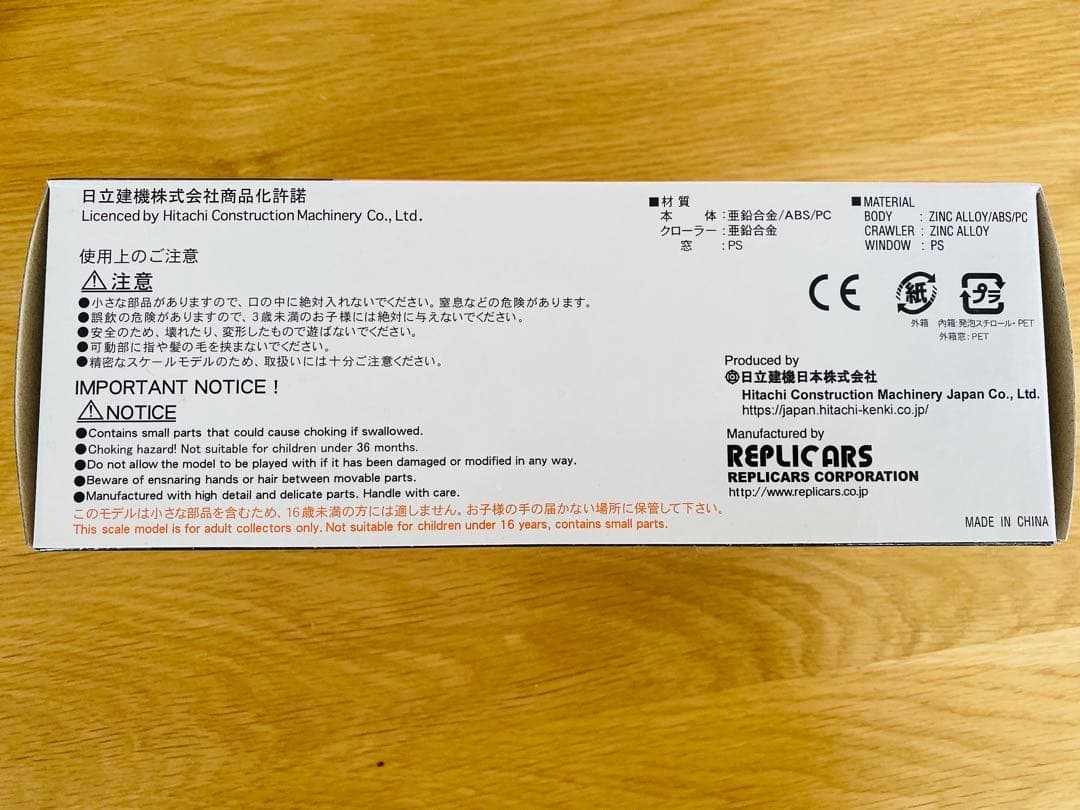 日立建機株式会社商品化許諾
Licenced by Hitachi Construction Machinery Co., Ltd.
使用上のご注意
⚠注意
●小さな部品がありますので、口の中に絶対入れないでください。窒息などの危険があります。
●誤飲の危険がありますので、3歳未満のお子様には絶対に与えないでください。
●安全のため、壊れたり、変形したもので遊ばないでください。
●可動部に指や髪の毛を挟まないでください。
●精密なスケールモデルのため、取扱いには十分ご注意ください。
IMPORTANT NOTICE !
⚠NOTICE
●Contains small parts that could cause choking if swallowed.
●Choking hazard! Not suitable for children under 36 months.
●Do not allow the model to be played with if it has been damaged or modified in any way.
●Beware of ensnaring hands or hair between movable parts.
●Manufactured with high detail and delicate parts. Handle with care.
このモデルは小さな部品を含むため、16歳未満の方には適しません。お子様の手の届かない場所に保管して下さい。
This scale model is for adult collectors only. Not suitable for children under 16 years, contains small parts.
■材 質
本 体:亜鉛合金/ABS/PC
クローラー:亜鉛合金
窓 :PS
■MATERIAL
BODY : ZINC ALLOY/ABS/PC
CRAWLER : ZINC ALLOY
WINDOW : PS
CE
紙
プラ
外箱
内箱:発泡スチロール・PET
外箱窓:PET
Produced by
日立建機日本株式会社
Hitachi Construction Machinery Japan Co., Ltd.
https://japan.hitachi-kenki.co.jp/
Manufactured by
REPLICARS
REPLICARS CORPORATION
http://www.replicars.co.jp
MADE IN CHINA